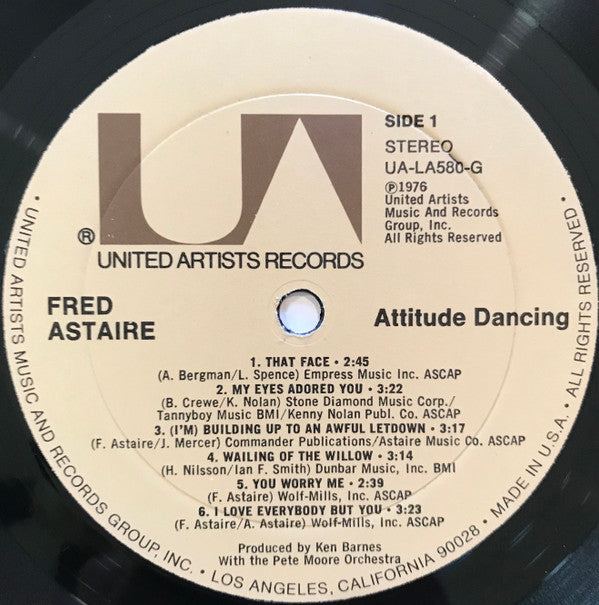 UA
SIDE 1
STEREO
UA-LA580-G
Ⓟ1976
United Artists
Music And Records
Group, Inc.
All Rights Reserved
®
UNITED ARTISTS RECORDS
FRED
ASTAIRE
Attitude Dancing
1. THAT FACE • 2:45
(A. Bergman/L. Spence) Empress Music Inc. ASCAP
2. MY EYES ADORED YOU • 3:22
(B. Crewe/K. Nolan) Stone Diamond Music Corp./
Tannyboy Music BMI/Kenny Nolan Publ. Co. ASCAP
3. (I'M) BUILDING UP TO AN AWFUL LETDOWN • 3:17
(F. Astaire/J. Mercer) Commander Publications/Astaire Music Co. ASCAP
4. WAILING OF THE WILLOW • 3:14
(H. Nilsson/Ian F. Smith) Dunbar Music, Inc. BMI
5. YOU WORRY ME • 2:39
(F. Astaire) Wolf-Mills, Inc. ASCAP
6. I LOVE EVERYBODY BUT YOU • 3:23
(F. Astaire/A. Astaire) Wolf-Mills, Inc. ASCAP
Produced by Ken Barnes
With the Pete Moore Orchestra
• UNITED ARTISTS MUSIC AND RECORDS GROUP, INC. • LOS ANGELES, CALIFORNIA 90028 • MADE IN U.S.A. • ALL RIGHTS RESERVED •